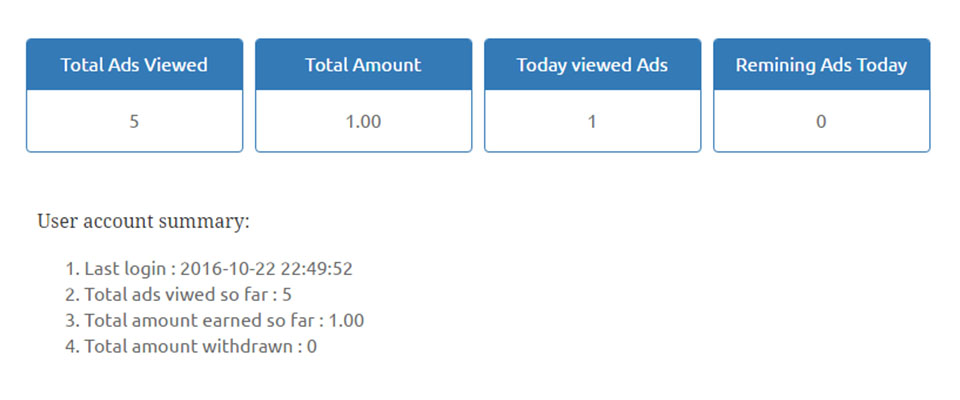 Total Ads Viewed
Total Amount
Today viewed Ads
Remining Ads Today
5
1.00
1
0
User account summary:
1. Last login : 2016-10-22 22:49:52
2. Total ads viwed so far : 5
3. Total amount earned so far : 1.00
4. Total amount withdrawn : 0